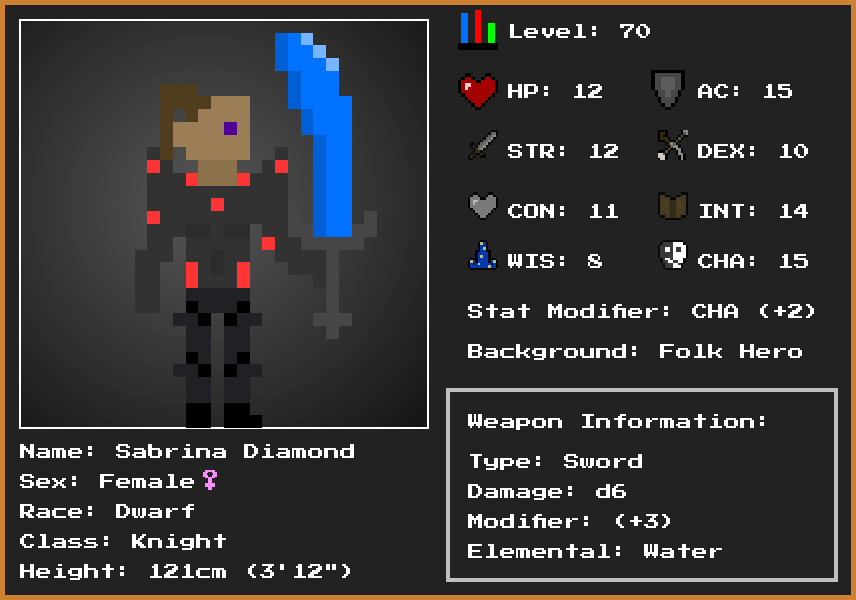 Level: 70
HP: 12
AC: 15
STR: 12
DEX: 10
CON: 11
INT: 14
WIS: 8
CHA: 15
Stat Modifier: CHA (+2)
Background: Folk Hero
Name: Sabrina Diamond
Sex: Female♀
Race: Dwarf
Class: Knight
Height: 121cm (3'12")
Weapon Information:
Type: Sword
Damage: d6
Modifier: (+3)
Elemental: Water